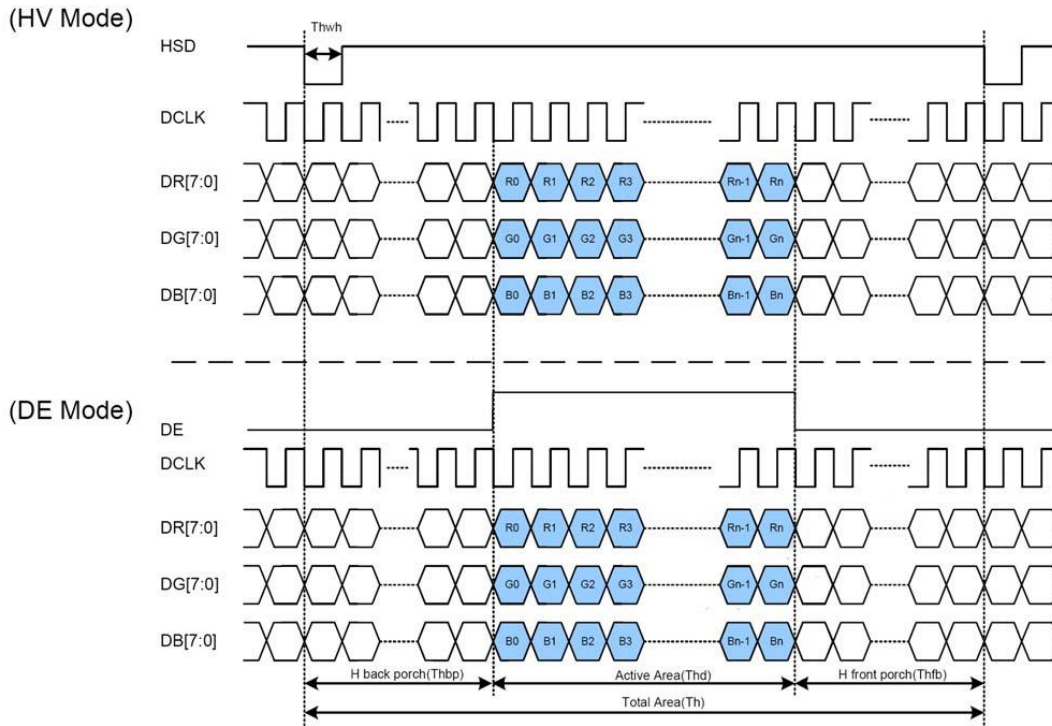 (HV Mode)
Thwh
HSD
DCLK
DR[7:0] R0 R1 R2 R3 Rn-1 Rn
DG[7:0] G0 G1 G2 G3 Gn-1 Gn
DB[7:0] B0 B1 B2 B3 Bn-1 Bn
(DE Mode)
DE
DCLK
DR[7:0] R0 R1 R2 R3 Rn-1 Rn
DG[7:0] G0 G1 G2 G3 Gn-1 Gn
DB[7:0] B0 B1 B2 B3 Bn-1 Bn
H back porch(Thbp) Active Area(Thd) H front porch(Thfb)
Total Area(Th)